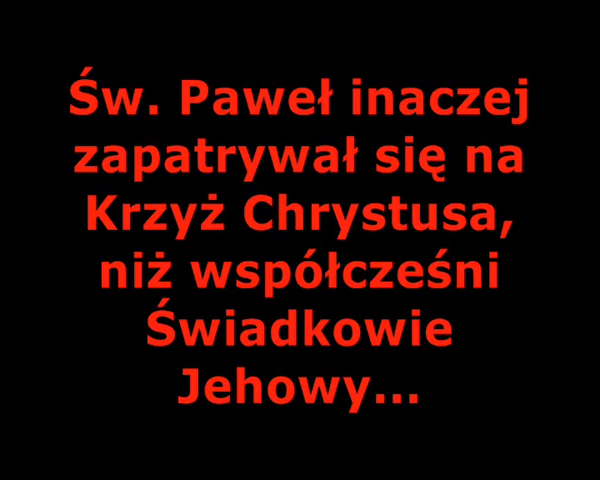 Św. Paweł inaczej
zapatrywał się na
Krzyż Chrystusa,
niż współcześni
Świadkowie
Jehowy...